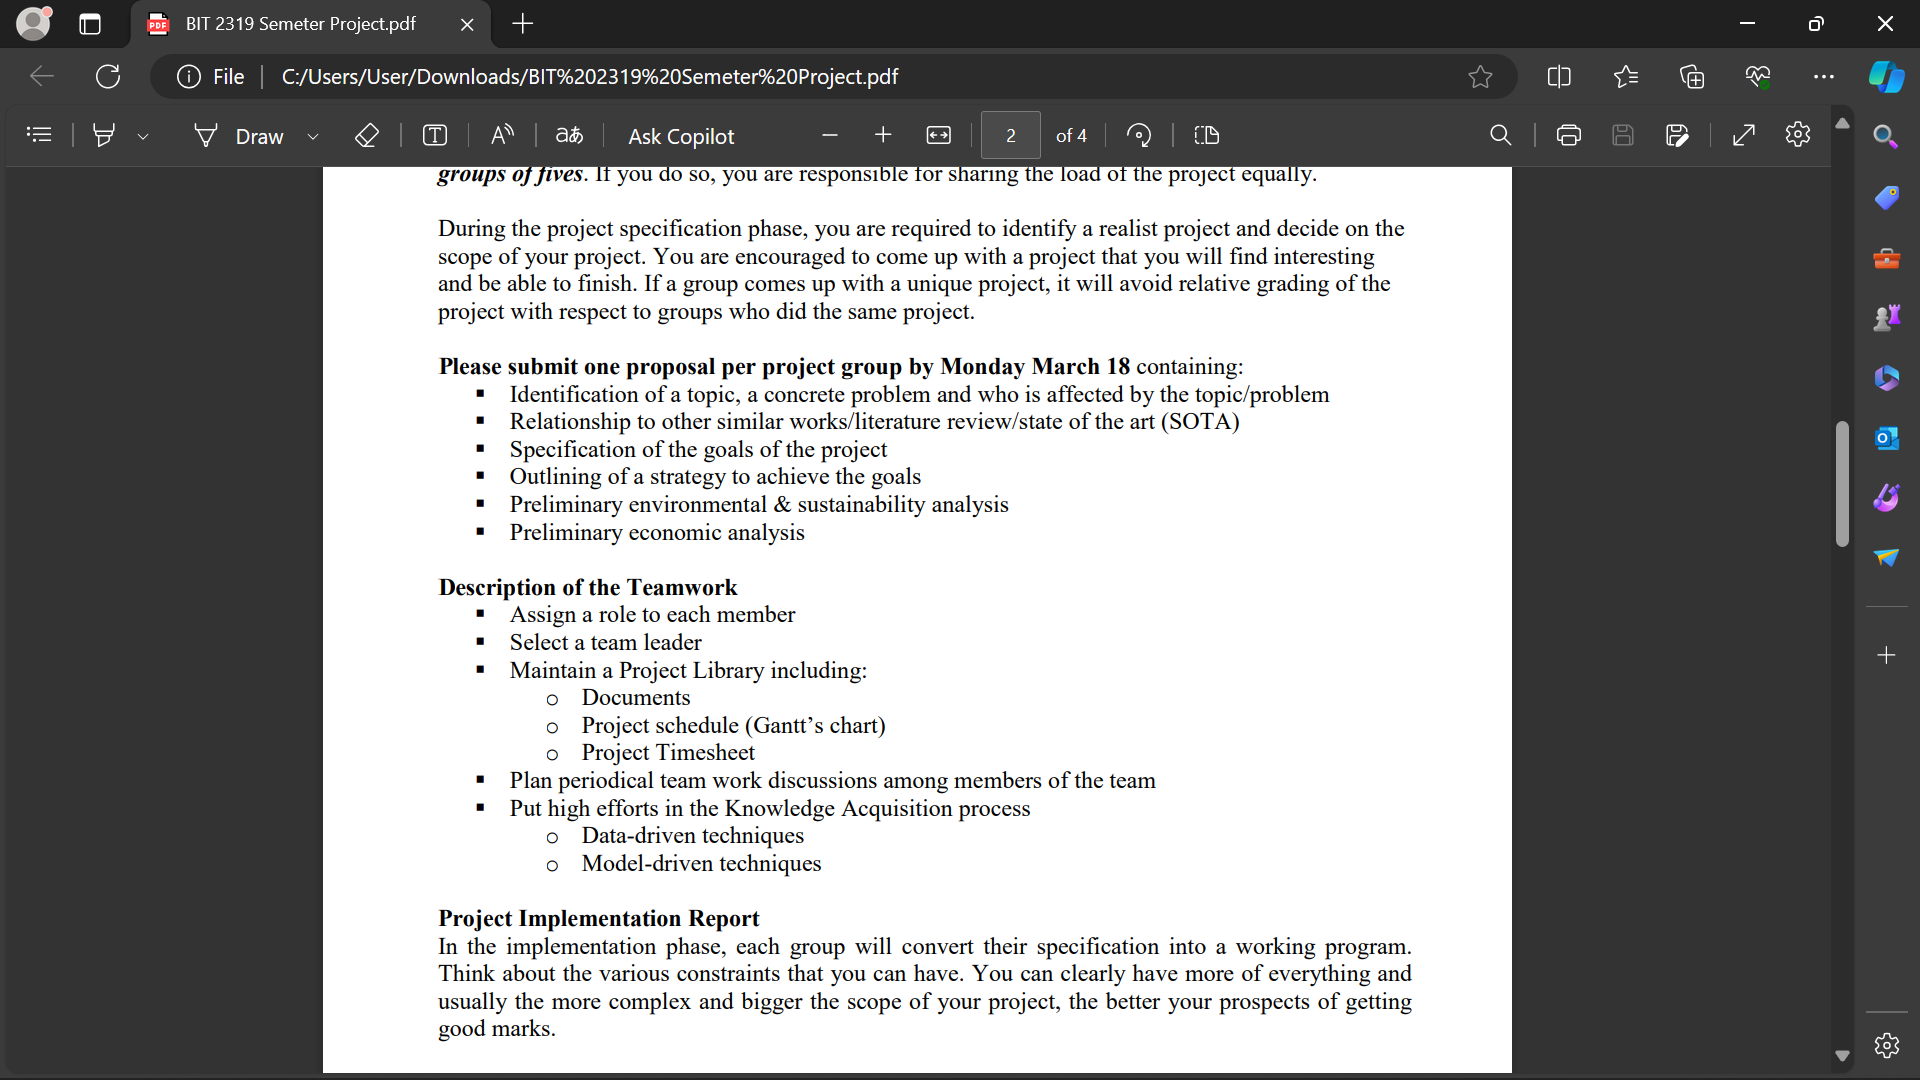 BIT 2319 Semeter Project.pdf
File
C:/Users/User/Downloads/BIT%202319%20Semeter%20Project.pdf
Draw
Ask Copilot
2 of 4
groups of fives. If you do so, you are responsible for sharing the load of the project equally.
During the project specification phase, you are required to identify a realist project and decide on the
scope of your project. You are encouraged to come up with a project that you will find interesting
and be able to finish. If a group comes up with a unique project, it will avoid relative grading of the
project with respect to groups who did the same project.
Please submit one proposal per project group by Monday March 18 containing:
▪ Identification of a topic, a concrete problem and who is affected by the topic/problem
▪ Relationship to other similar works/literature review/state of the art (SOTA)
▪ Specification of the goals of the project
▪ Outlining of a strategy to achieve the goals
▪ Preliminary environmental & sustainability analysis
▪ Preliminary economic analysis
Description of the Teamwork
▪ Assign a role to each member
▪ Select a team leader
▪ Maintain a Project Library including:
o Documents
o Project schedule (Gantt’s chart)
o Project Timesheet
▪ Plan periodical team work discussions among members of the team
▪ Put high efforts in the Knowledge Acquisition process
o Data-driven techniques
o Model-driven techniques
Project Implementation Report
In the implementation phase, each group will convert their specification into a working program.
Think about the various constraints that you can have. You can clearly have more of everything and
usually the more complex and bigger the scope of your project, the better your prospects of getting
good marks.